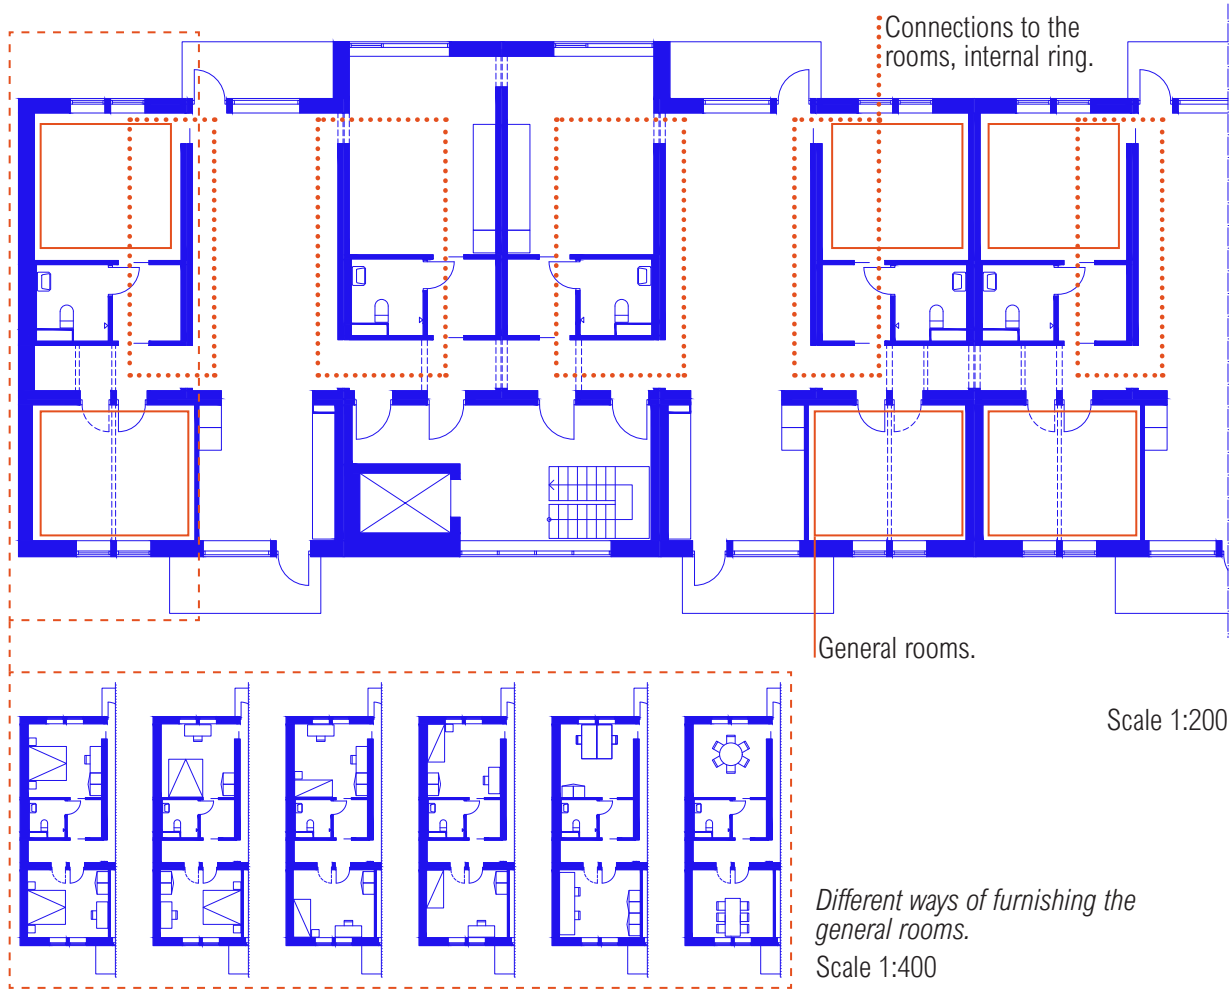 Connections to the
rooms, internal ring.
General rooms.
Scale 1:200
Different ways of furnishing the
general rooms.
Scale 1:400